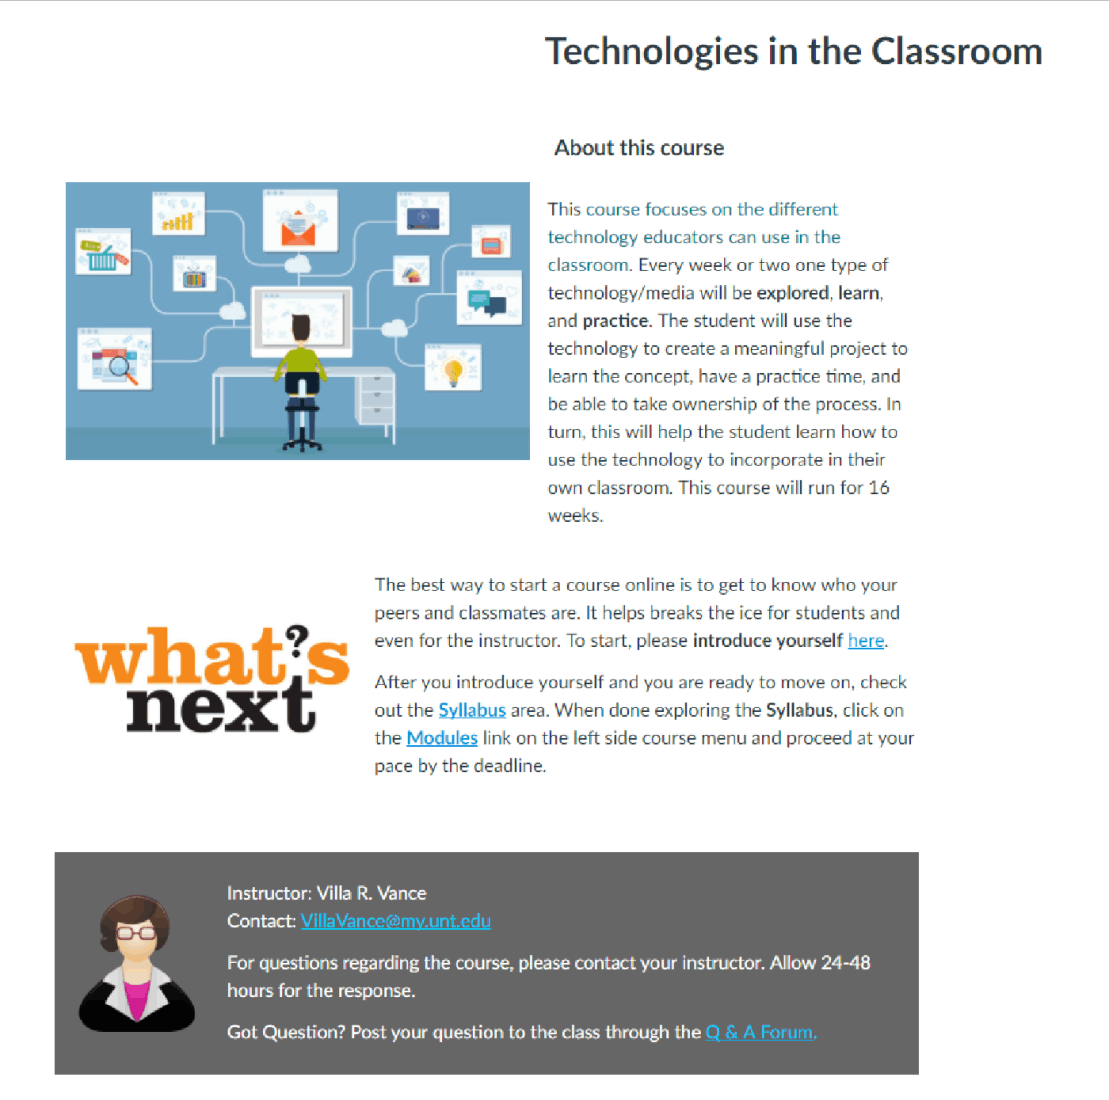 Technologies in the Classroom
About this course
This course focuses on the different
technology educators can use in the
classroom. Every week or two one type of
technology/media will be explored, learn,
and practice. The student will use the
technology to create a meaningful project to
learn the concept, have a practice time, and
be able to take ownership of the process. In
turn, this will help the student learn how to
use the technology to incorporate in their
own classroom. This course will run for 16
weeks.
what's?
next
The best way to start a course online is to get to know who your
peers and classmates are. It helps breaks the ice for students and
even for the instructor. To start, please introduce yourself here.
After you introduce yourself and you are ready to move on, check
out the Syllabus area. When done exploring the Syllabus, click on
the Modules link on the left side course menu and proceed at your
pace by the deadline.
Instructor: Villa R. Vance
Contact: VillaVance@my.unt.edu
For questions regarding the course, please contact your instructor. Allow 24-48
hours for the response.
Got Question? Post your question to the class through the Q & A Forum.